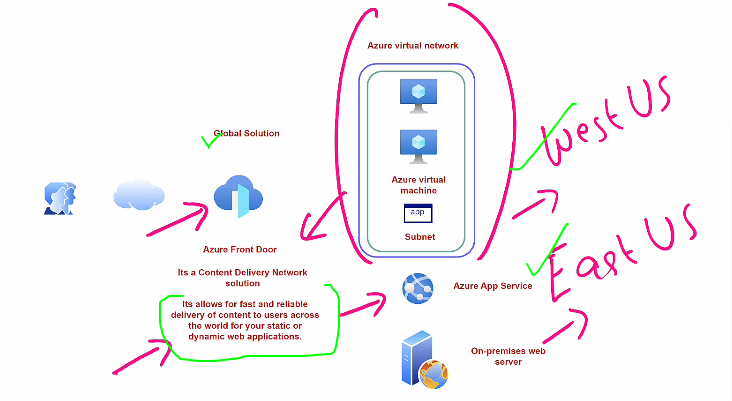 Azure virtual network
West US
Global Solution
Azure virtual
machine
app
Subnet
East US
Azure Front Door
Its a Content Delivery Network
solution
Azure App Service
Its allows for fast and reliable
delivery of content to users across
the world for your static or
dynamic web applications.
On-premises web
server